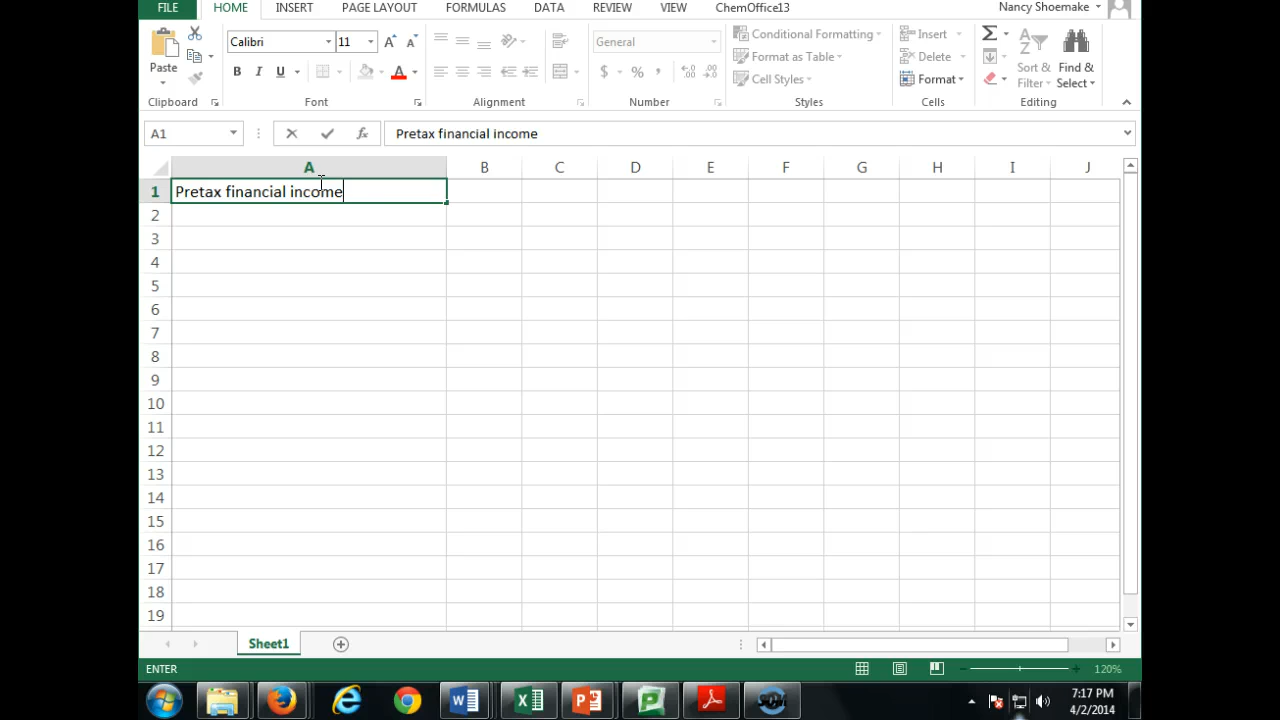 FILE HOME INSERT PAGE LAYOUT FORMULAS DATA REVIEW VIEW ChemOffice13 Nancy Shoemake
Calibri 11 General Conditional Formatting Insert
Format as Table Delete
Paste B I U A $ % , Cell Styles Format Sort & Filter Find & Select
Clipboard Font Alignment Number Styles Cells Editing
A1 fx Pretax financial income
A B C D E F G H I J
1 Pretax financial income
2
3
4
5
6
7
8
9
10
11
12
13
14
15
16
17
18
19
Sheet1
ENTER 120%
7:17 PM
4/2/2014